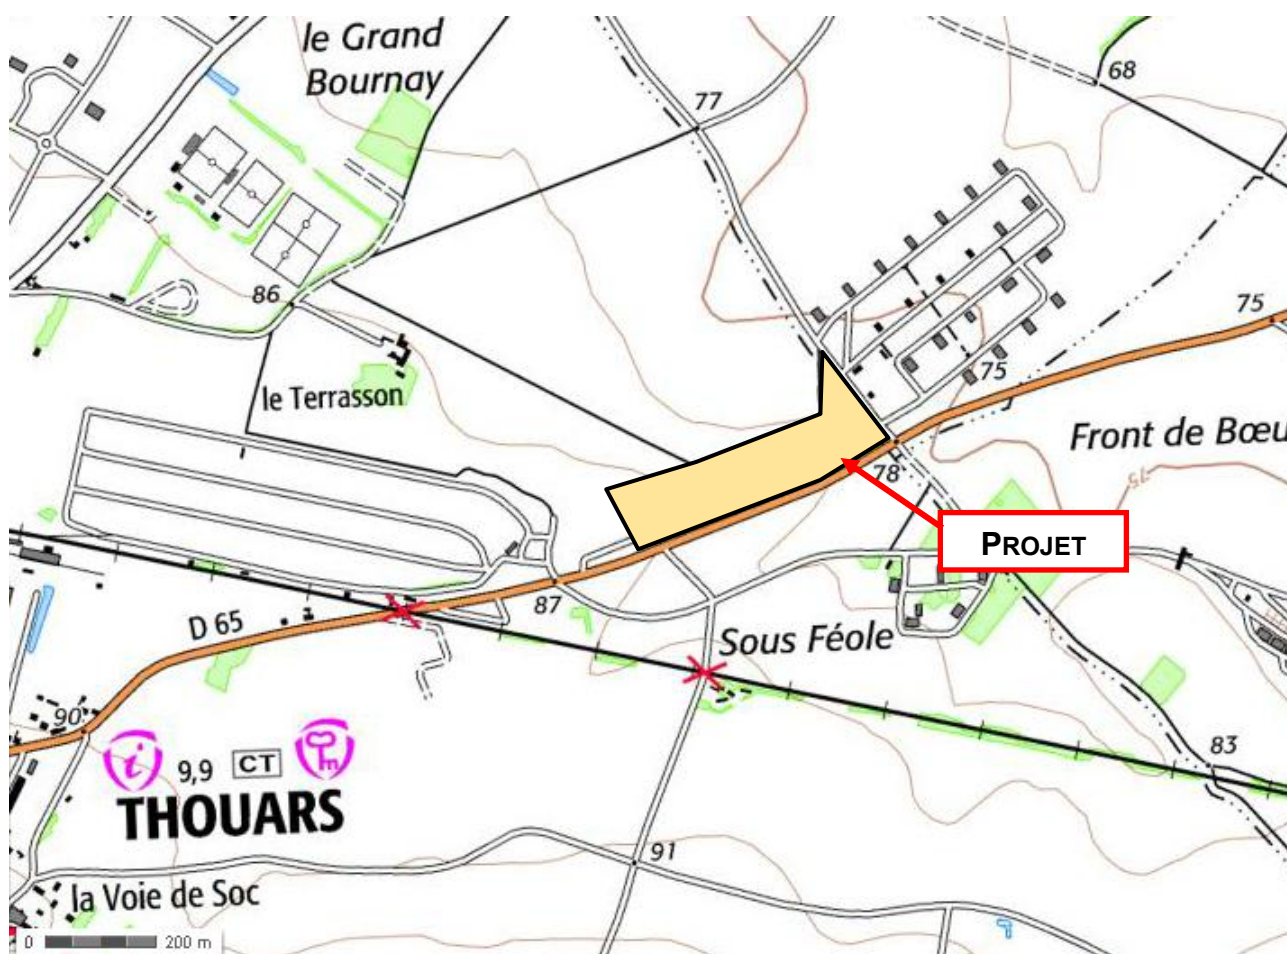 le Grand
Bournay
68
77
86
75
le Terrasson
75
Front de Bœu
78
75
PROJET
87
D 65
Sous Féole
90
83
i
9,9 CT
THOUARS
91
la Voie de Soc
0 200 m